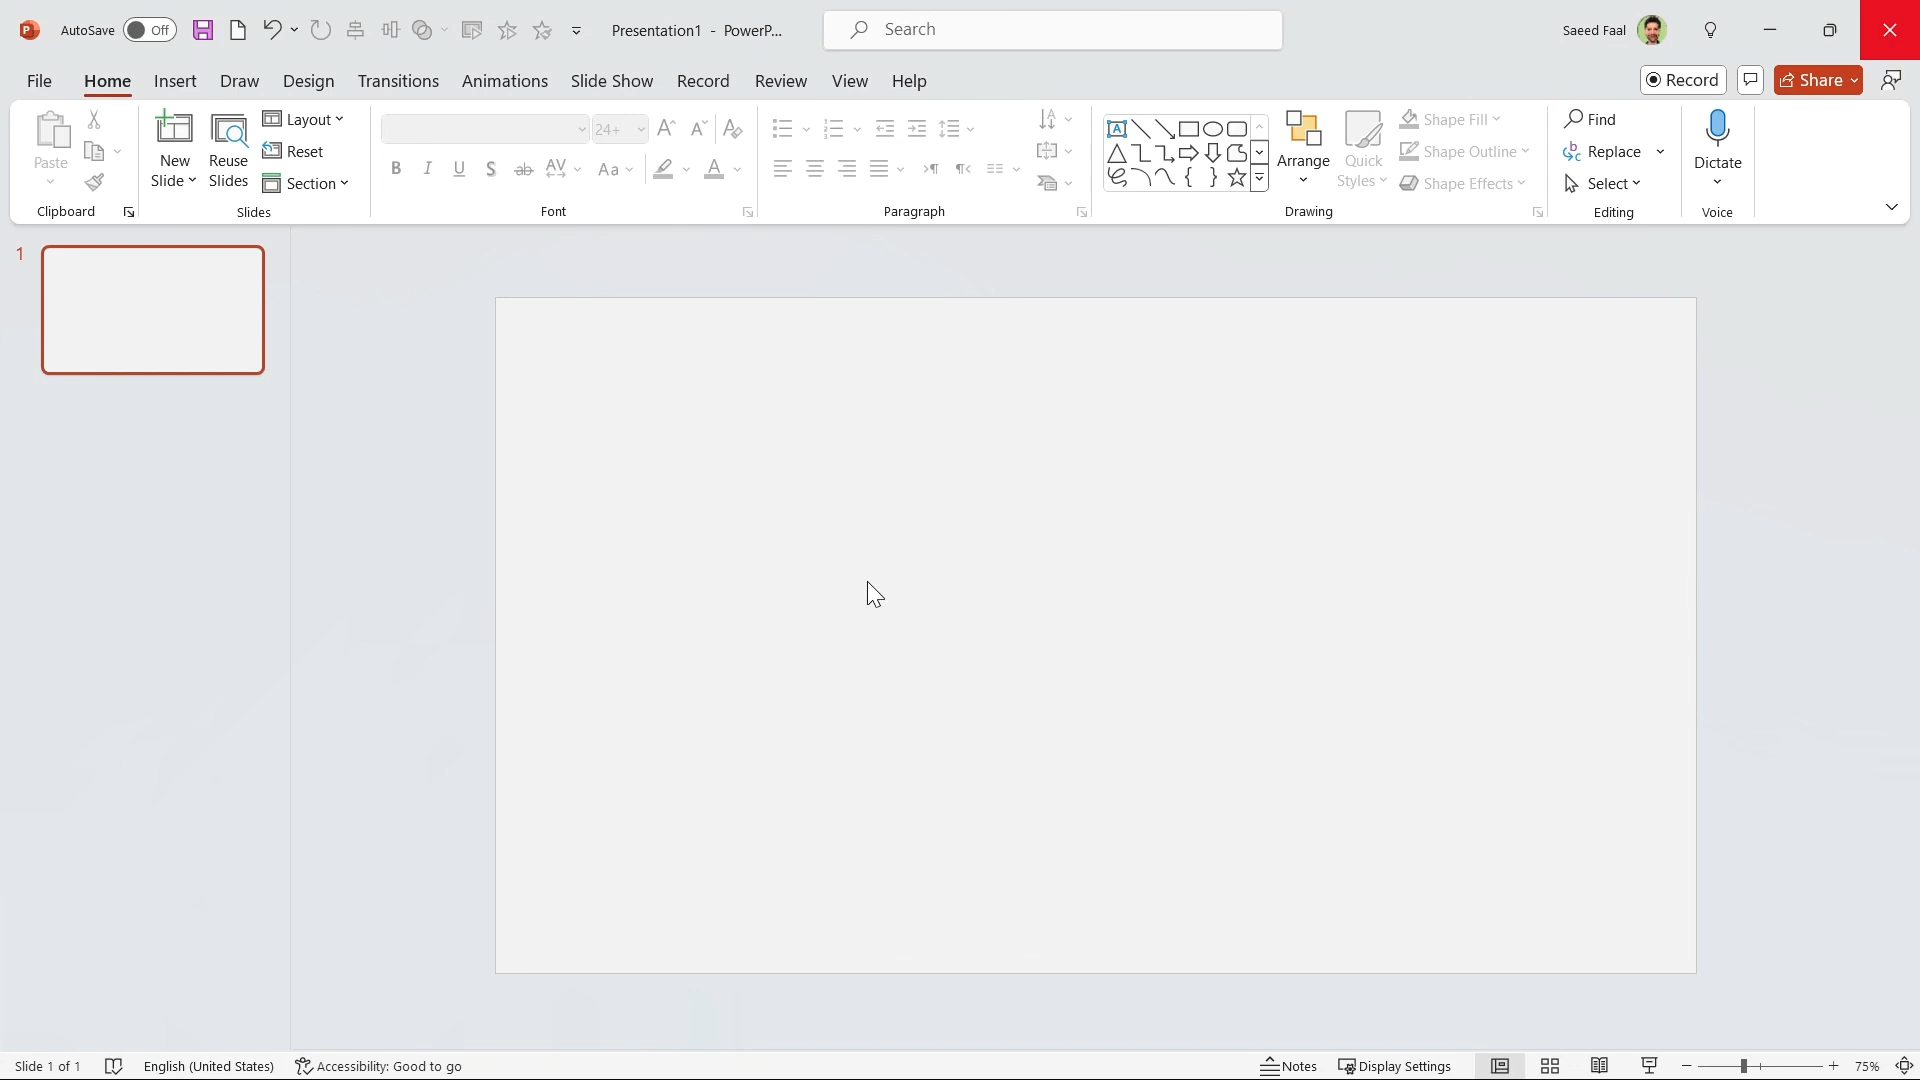 AutoSave Off Presentation1 - PowerP... Search Saeed Faal
File Home Insert Draw Design Transitions Animations Slide Show Record Review View Help Record Share
Paste
Clipboard
New Slide
Reuse Slides
Layout
Reset
Section
Slides
24+
Aa
Font
Paragraph
Arrange
Quick Styles
Shape Fill
Shape Outline
Shape Effects
Drawing
Find
Replace
Select
Editing
Dictate
Voice
1
Slide 1 of 1 English (United States) Accessibility: Good to go Notes Display Settings 75%